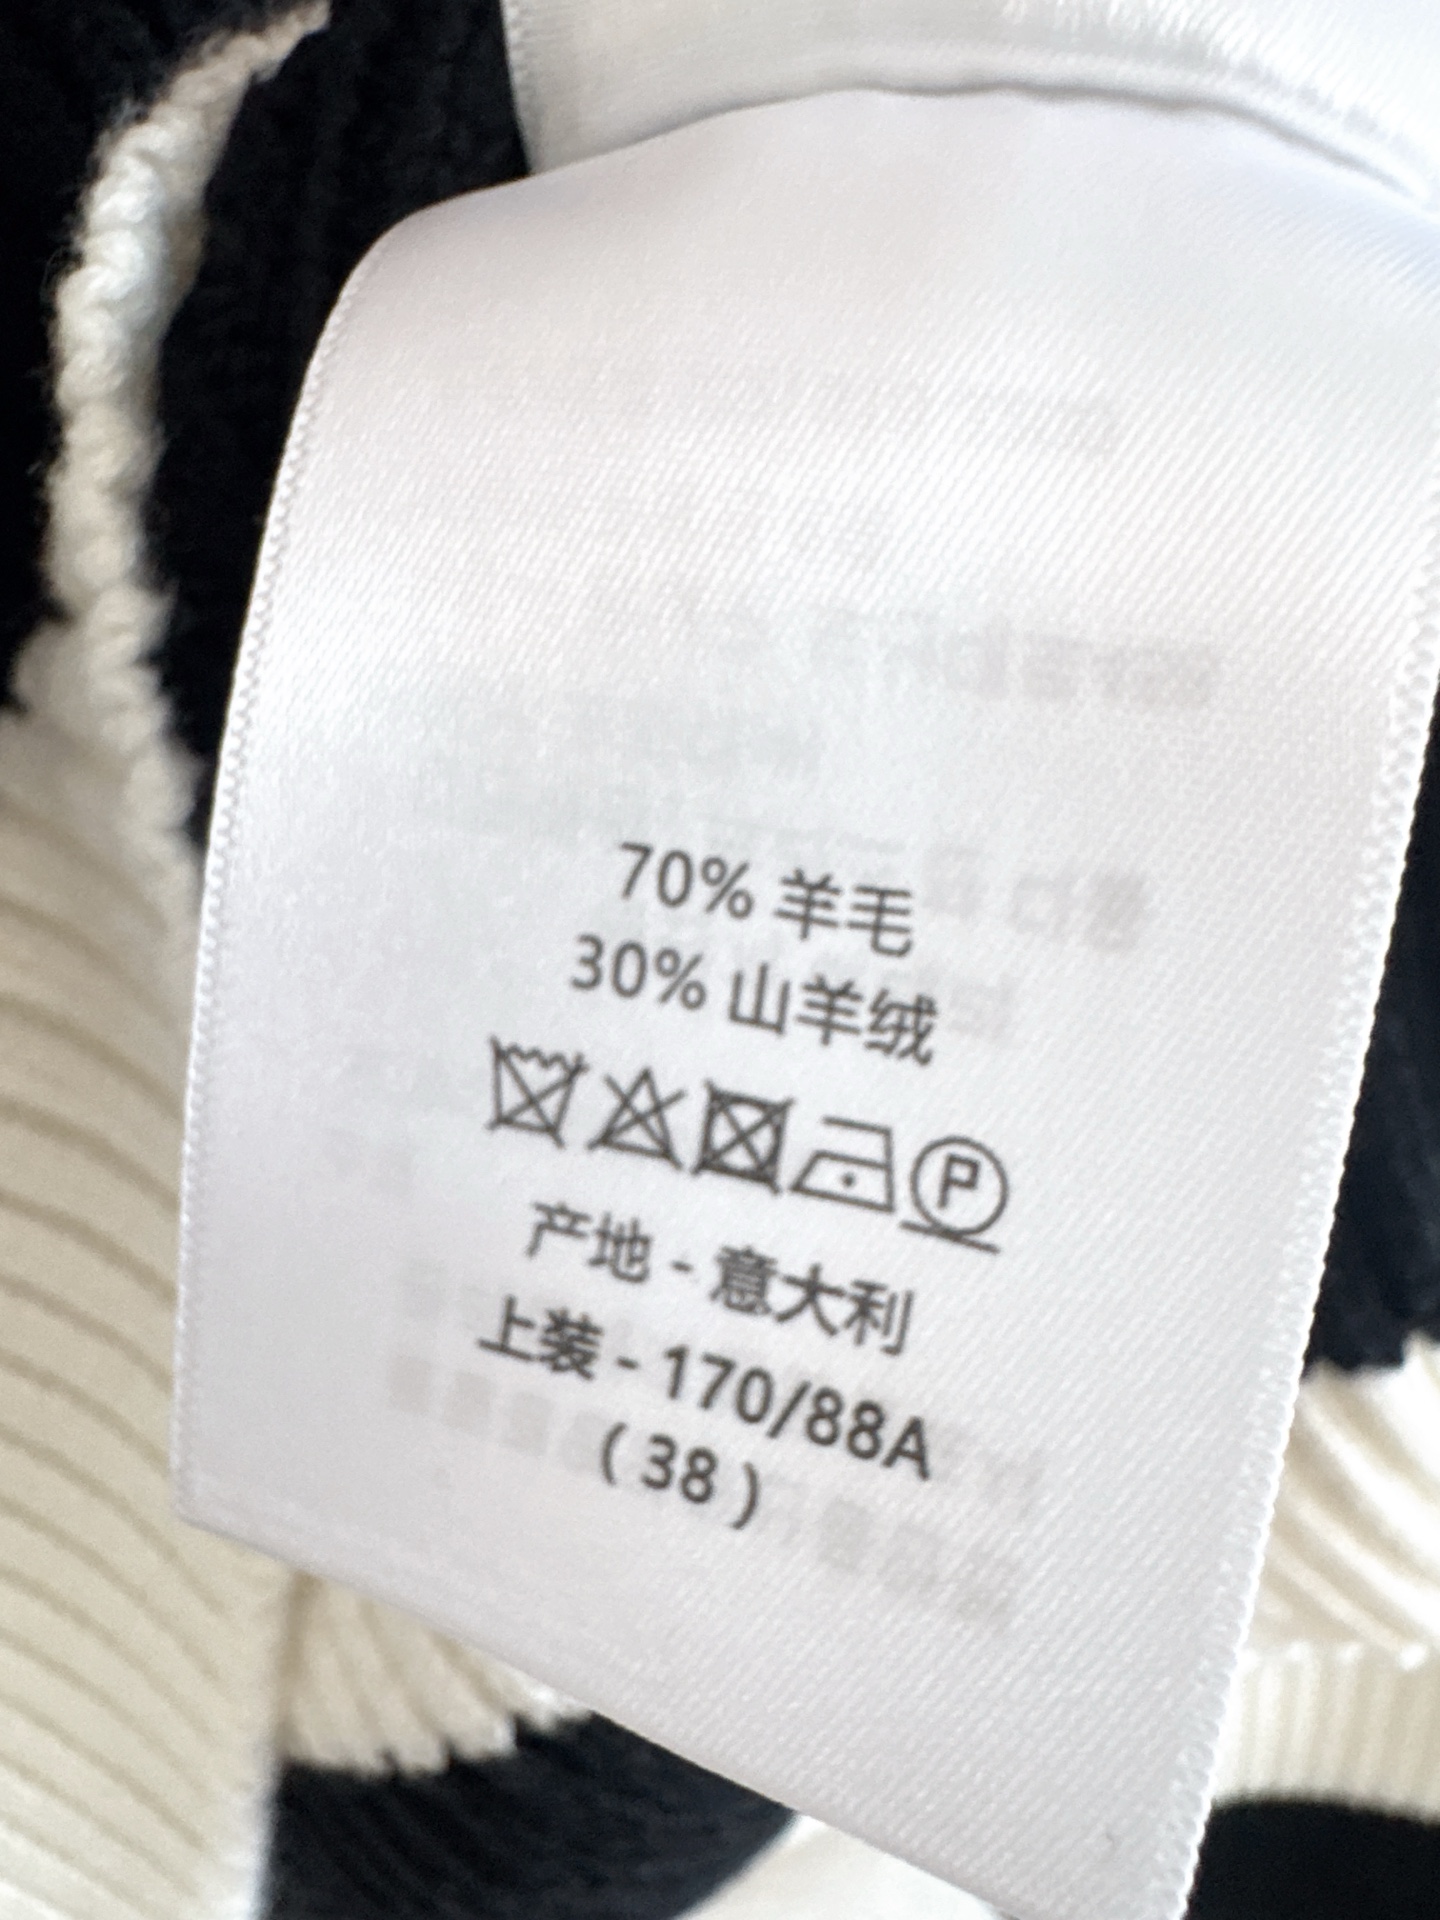 70% 羊毛
30% 山羊绒
P
产地 - 意大利
上装 - 170/88A
( 38 )